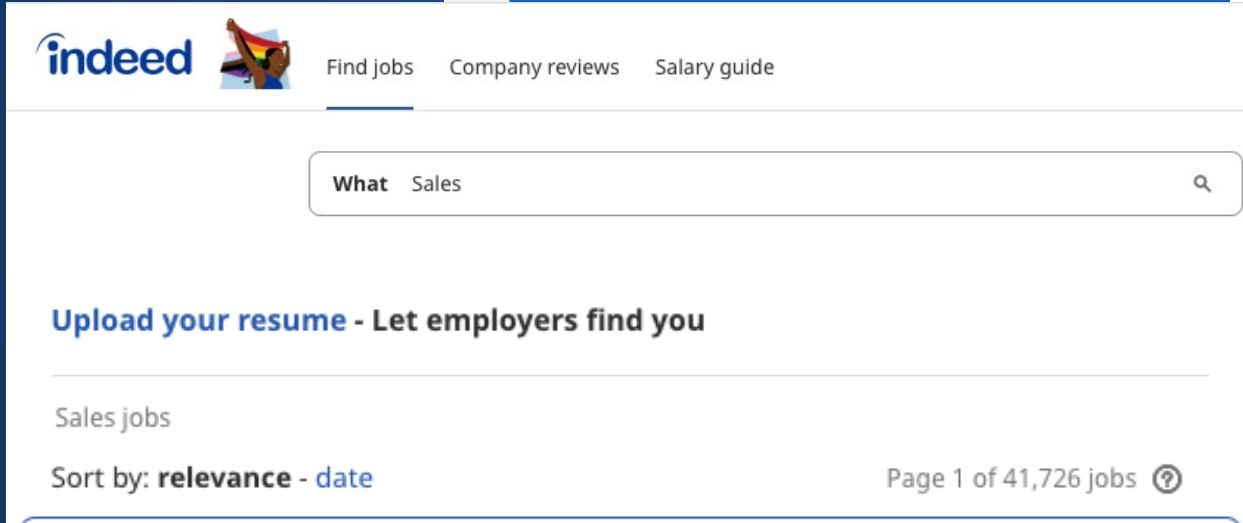 indeed Find jobs Company reviews Salary guide
What Sales
Upload your resume - Let employers find you
Sales jobs
Sort by: relevance - date Page 1 of 41,726 jobs ?